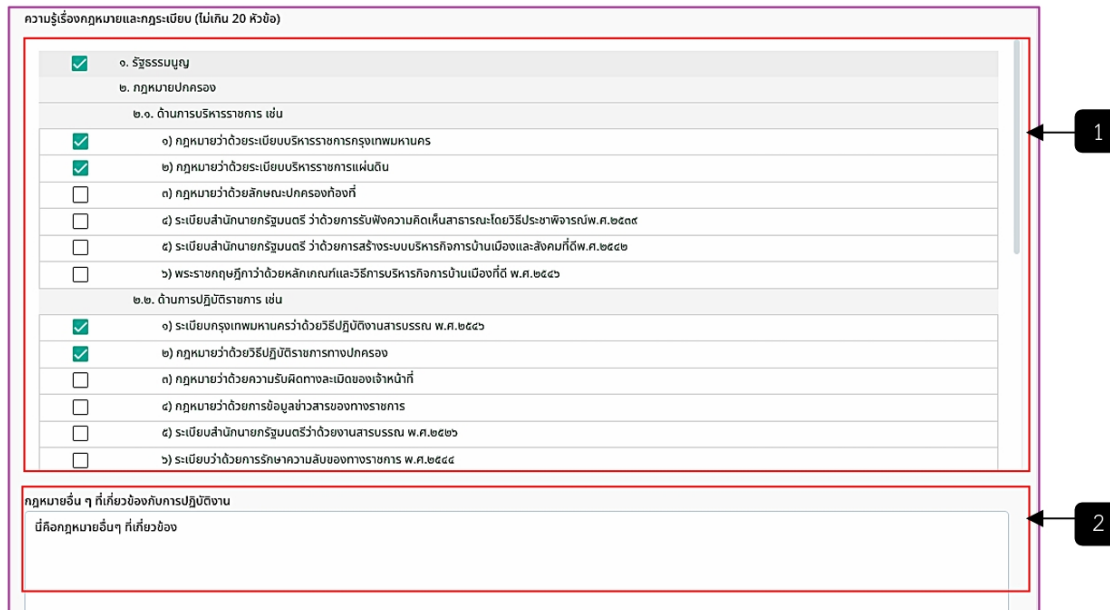 ความรู้เรื่องกฎหมายและกฎระเบียบ (ไม่เกิน 20 หัวข้อ)
๑. รัฐธรรมนูญ
๒. กฎหมายปกครอง
๒.๑. ด้านการบริหารราชการ เช่น
๑) กฎหมายว่าด้วยระเบียบบริหารราชการกรุงเทพมหานคร
1
๒) กฎหมายว่าด้วยระเบียบบริหารราชการแผ่นดิน
๓) กฎหมายว่าด้วยลักษณะปกครองท้องที่
๔) ระเบียบสำนักนายกรัฐมนตรี ว่าด้วยการรับฟังความคิดเห็นสาธารณะโดยวิธีประชาพิจารณ์พ.ศ.๒๕๓๙
๕) ระเบียบสำนักนายกรัฐมนตรี ว่าด้วยการสร้างระบบบริหารกิจการบ้านเมืองและสังคมที่ดีพ.ศ.๒๕๔๒
๖) พระราชกฤษฎีกาว่าด้วยหลักเกณฑ์และวิธีการบริหารกิจการบ้านเมืองที่ดี พ.ศ.๒๕๔๖
๒.๒. ด้านการปฏิบัติราชการ เช่น
๑) ระเบียบกรุงเทพมหานครว่าด้วยวิธีปฏิบัติงานสารบรรณ พ.ศ.๒๕๔๖
๒) กฎหมายว่าด้วยวิธีปฏิบัติราชการทางปกครอง
๓) กฎหมายว่าด้วยความรับผิดทางละเมิดของเจ้าหน้าที่
๔) กฎหมายว่าด้วยการข้อมูลข่าวสารของทางราชการ
๕) ระเบียบสำนักนายกรัฐมนตรีว่าด้วยงานสารบรรณ พ.ศ.๒๕๒๖
๖) ระเบียบว่าด้วยการรักษาความลับของทางราชการ พ.ศ.๒๕๔๔
กฎหมายอื่น ๆ ที่เกี่ยวข้องกับการปฏิบัติงาน
นี่คือกฎหมายอื่นๆ ที่เกี่ยวข้อง
2